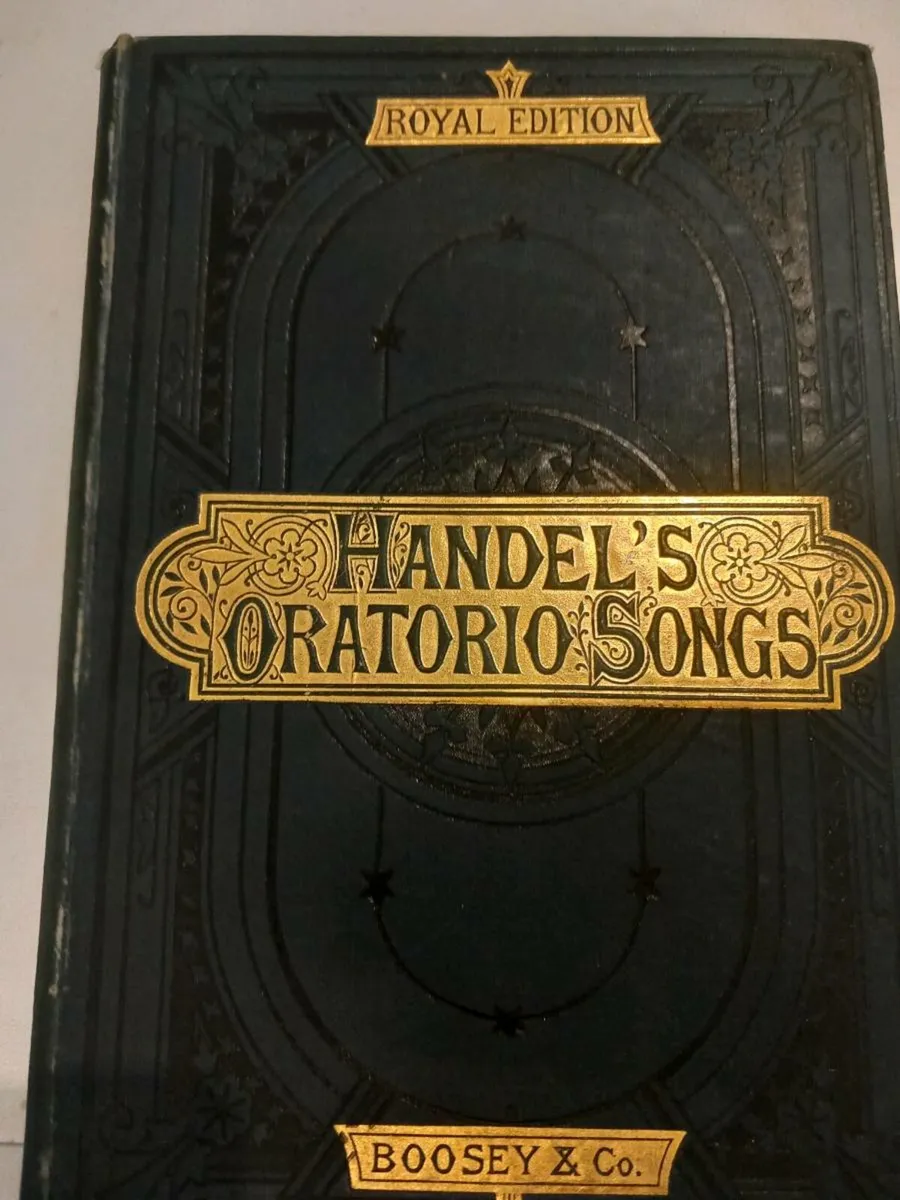 ROYAL EDITION
HANDEL'S
ORATORIO SONGS
BOOSEY & Co.